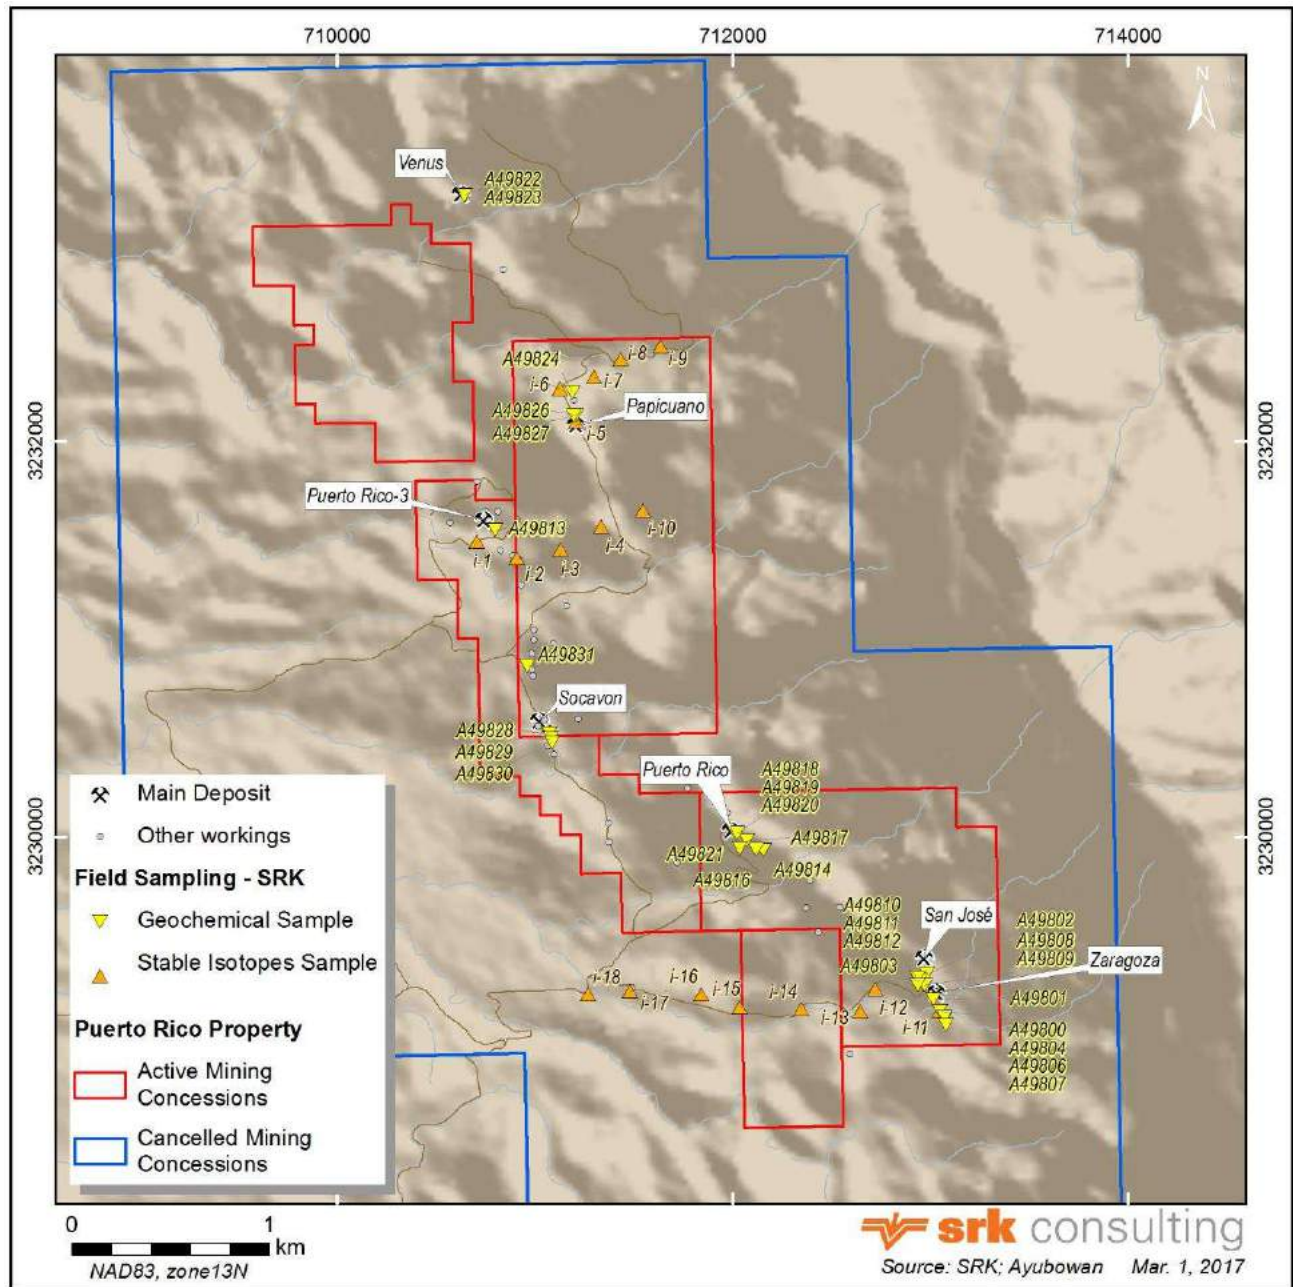 710000
712000
714000
N
Venus
A49822
A49823
A49824
i-8
i-9
i-6
i-7
A49826
Papicuano
A49827
i-5
3232000
3232000
Puerto Rico-3
A49813
i-10
i-4
i-1
i-2
i-3
A49831
Socavon
A49828
A49829
A49830
Puerto Rico
A49818
A49819
A49820
A49817
A49821
A49814
A49816
3230000
3230000
A49810
A49811
A49812
San José
A49802
A49808
A49809
A49803
Zaragoza
i-18
i-16
i-17
i-15
i-14
i-13
i-12
i-11
A49801
A49800
A49804
A49806
A49807
Main Deposit
Other workings
Field Sampling - SRK
Geochemical Sample
Stable Isotopes Sample
Puerto Rico Property
Active Mining
Concessions
Cancelled Mining
Concessions
0 1
km
NAD83, zone13N
srk consulting
Source: SRK; Ayubowan Mar. 1, 2017